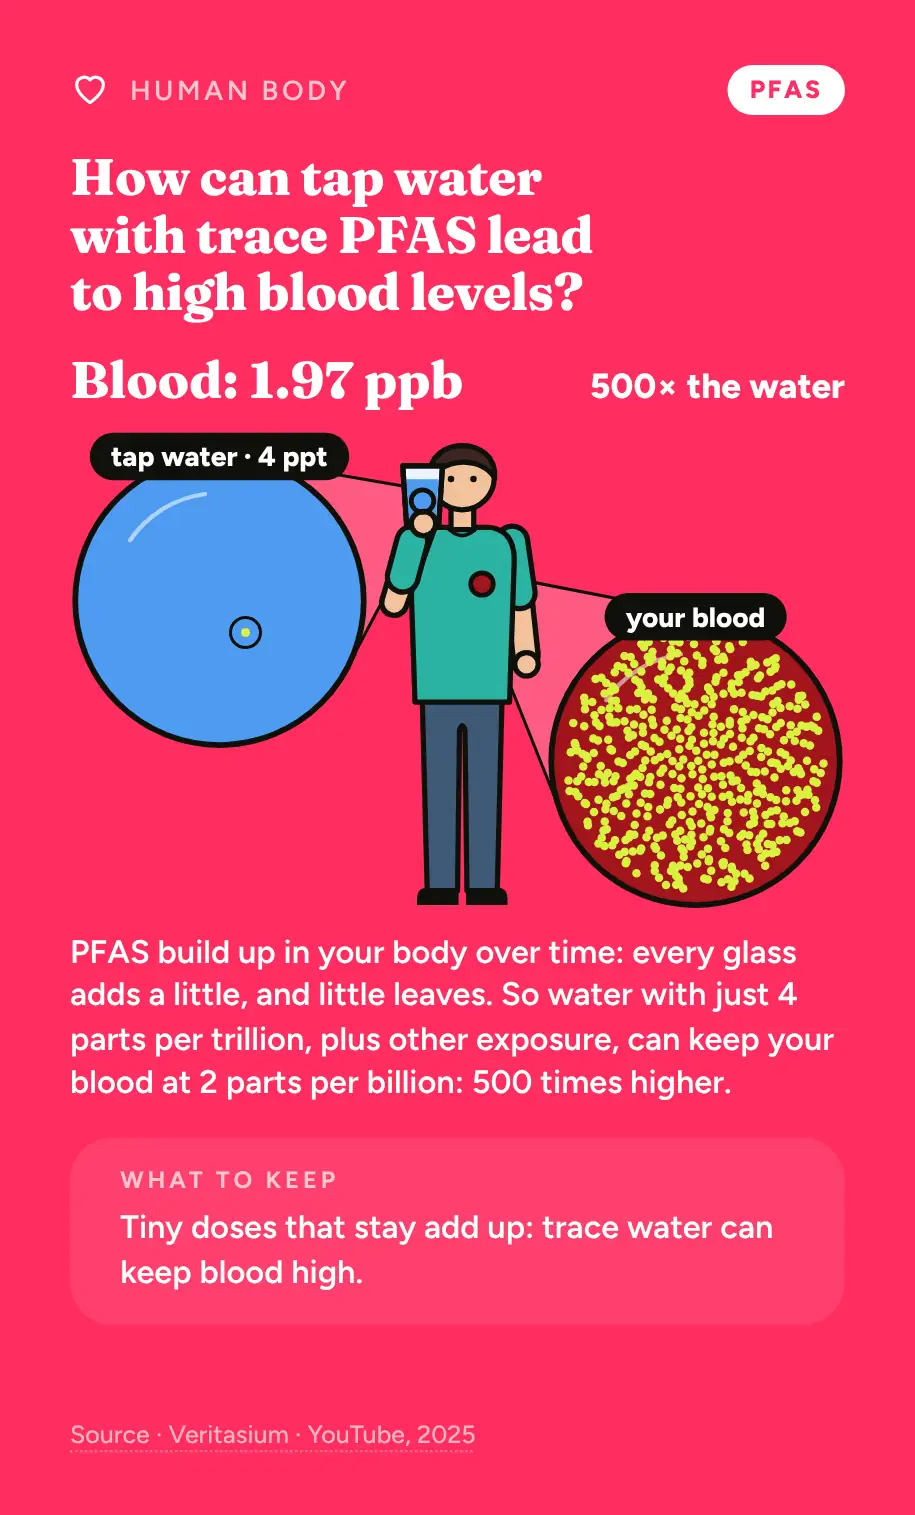 HUMAN BODY
PFAS
How can tap water
with trace PFAS lead
to high blood levels?
Blood: 1.97 ppb
500× the water
tap water · 4 ppt
your blood
PFAS build up in your body over time: every glass
adds a little, and little leaves. So water with just 4
parts per trillion, plus other exposure, can keep your
blood at 2 parts per billion: 500 times higher.
WHAT TO KEEP
Tiny doses that stay add up: trace water can
keep blood high.
Source · Veritasium · YouTube, 2025